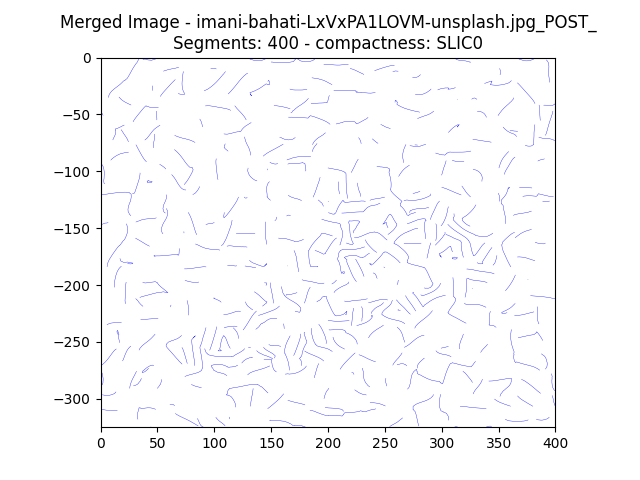 Merged Image - imani-bahati-LxVxPA1LOVM-unsplash.jpg_POST_
Segments: 400 - compactness: SLIC0
0
−50
−100
−150
−200
−250
−300
0 50 100 150 200 250 300 350 400